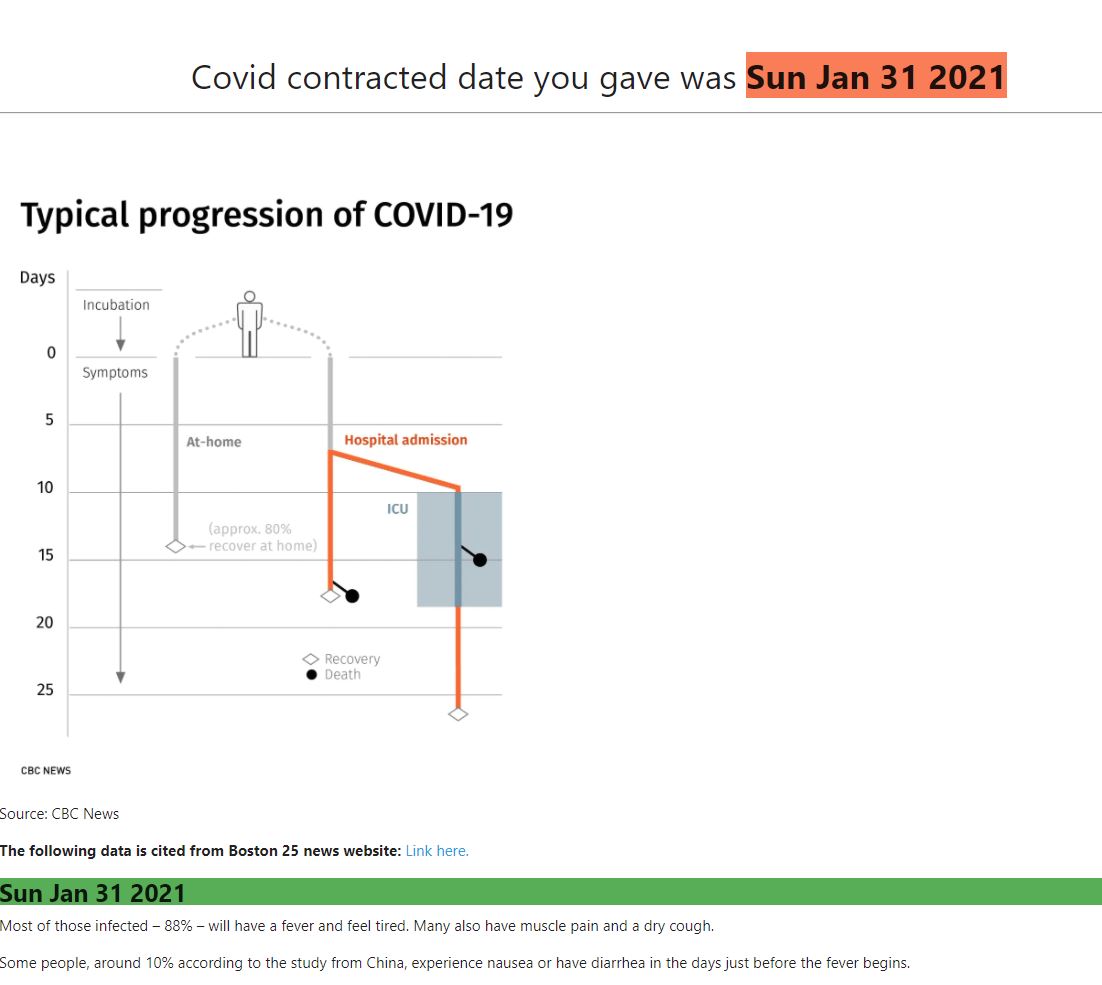 Covid contracted date you gave was Sun Jan 31 2021
Typical progression of COVID-19
Days
Incubation
0
Symptoms
5
At-home
Hospital admission
10
ICU
(approx. 80%
recover at home)
15
20
Recovery
Death
25
CBC NEWS
Source: CBC News
The following data is cited from Boston 25 news website: Link here.
Sun Jan 31 2021
Most of those infected – 88% – will have a fever and feel tired. Many also have muscle pain and a dry cough.
Some people, around 10% according to the study from China, experience nausea or have diarrhea in the days just before the fever begins.